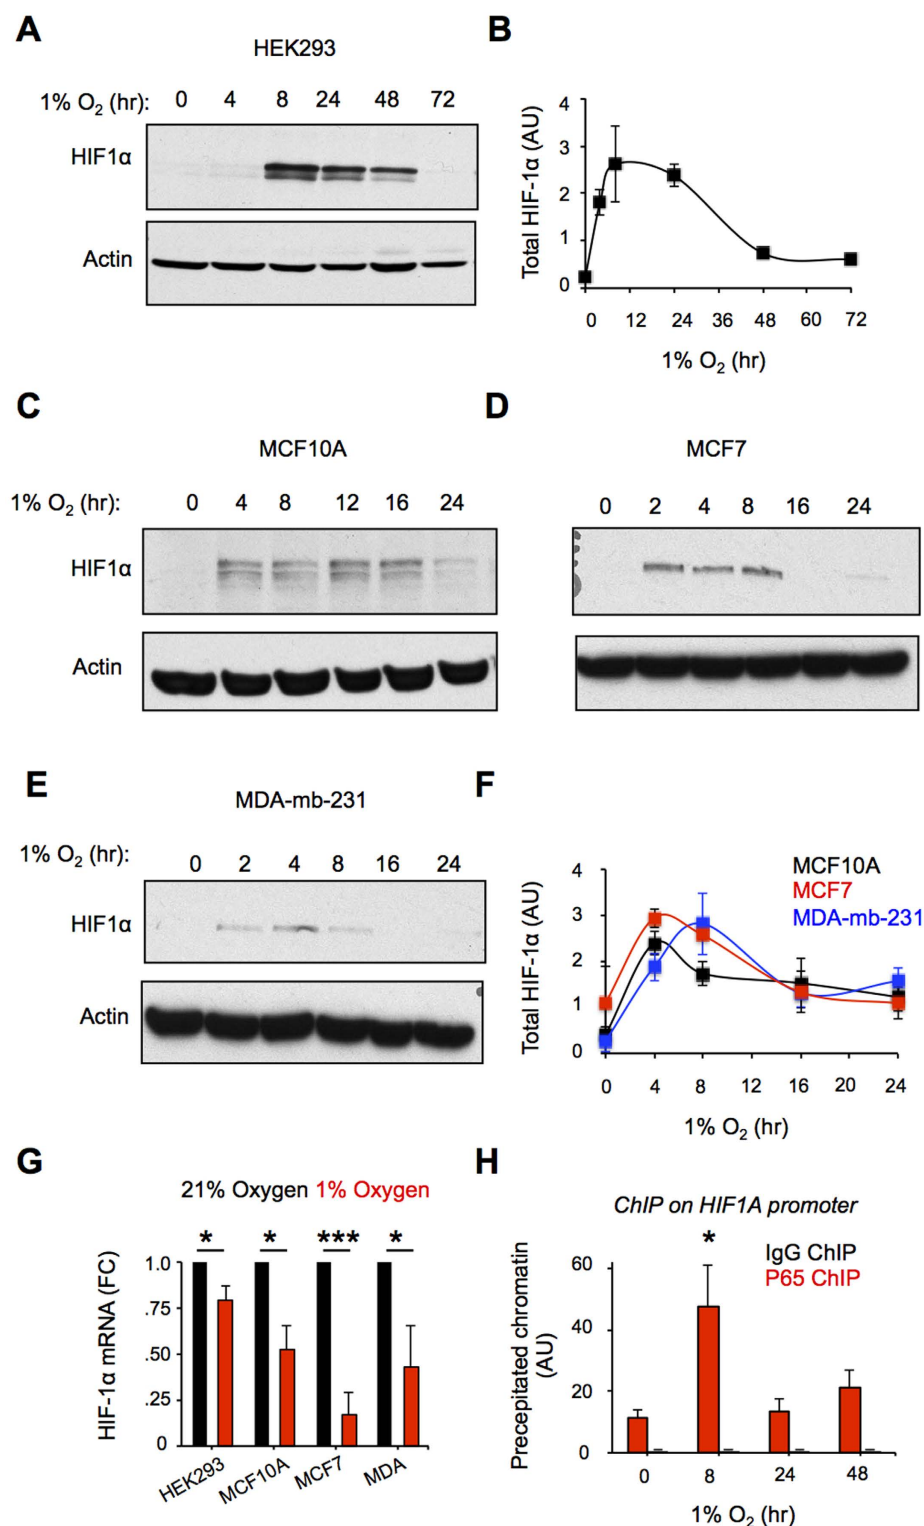 A
HEK293
1% O₂ (hr): 0 4 8 24 48 72
HIF1α
Actin
B
Total HIF-1α (AU)
4
3
2
1
0
0 12 24 36 48 60 72
1% O₂ (hr)
C
MCF10A
1% O₂ (hr): 0 4 8 12 16 24
HIF1α
Actin
D
MCF7
0 2 4 8 16 24
E
MDA-mb-231
1% O₂ (hr): 0 2 4 8 16 24
HIF1α
Actin
F
MCF10A
MCF7
MDA-mb-231
Total HIF-1α (AU)
4
3
2
1
0
0 4 8 12 16 20 24
1% O₂ (hr)
G
21% Oxygen 1% Oxygen
* * *** *
HIF-1α mRNA (FC)
1.0
.75
.50
.25
0
HEK293 MCF10A MCF7 MDA
H
ChIP on HIF1A promoter
*
IgG ChIP
P65 ChIP
Precepitated chromatin
(AU)
60
40
20
0
0 8 24 48
1% O₂ (hr)